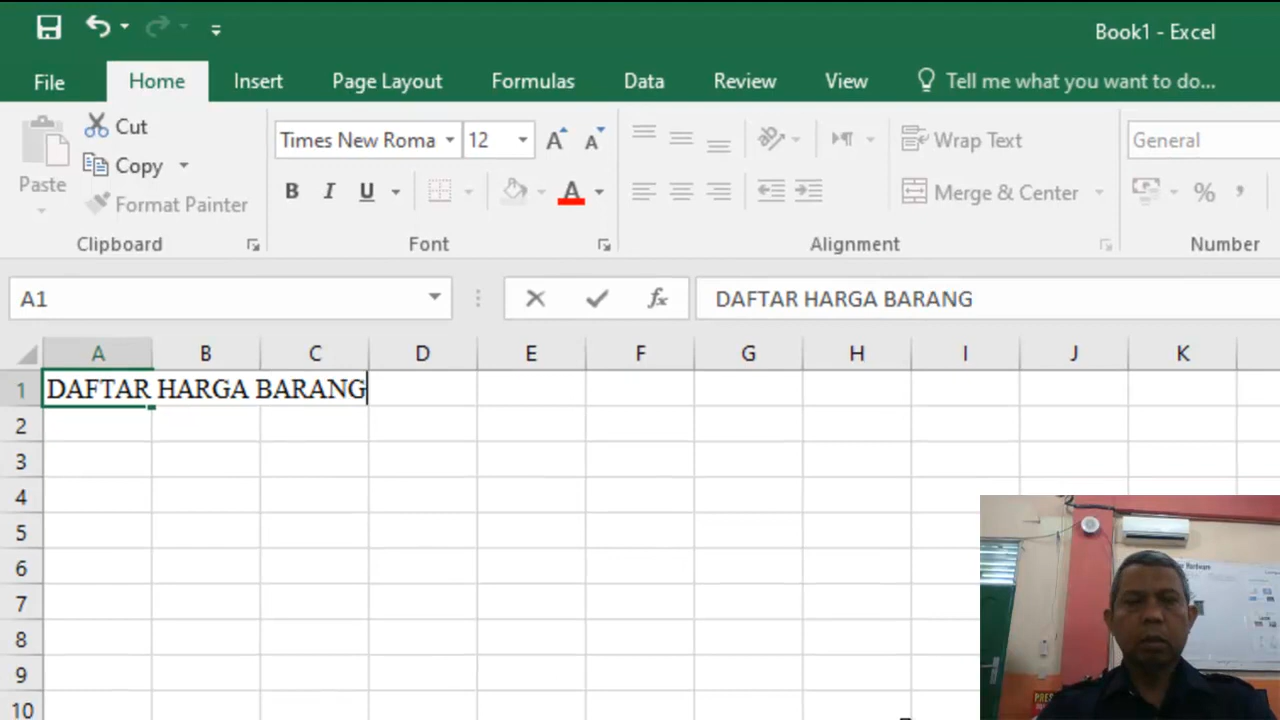 Book1 - Excel
File Home Insert Page Layout Formulas Data Review View Tell me what you want to do...
Paste
Cut
Copy
Format Painter
Clipboard
Times New Roma 12
B I U A
Font
Wrap Text
Merge & Center
Alignment
General
% ,
Number
A1
fx DAFTAR HARGA BARANG
A B C D E F G H I J K
1 DAFTAR HARGA BARANG
2
3
4
5
6
7
8
9
10
Hardware